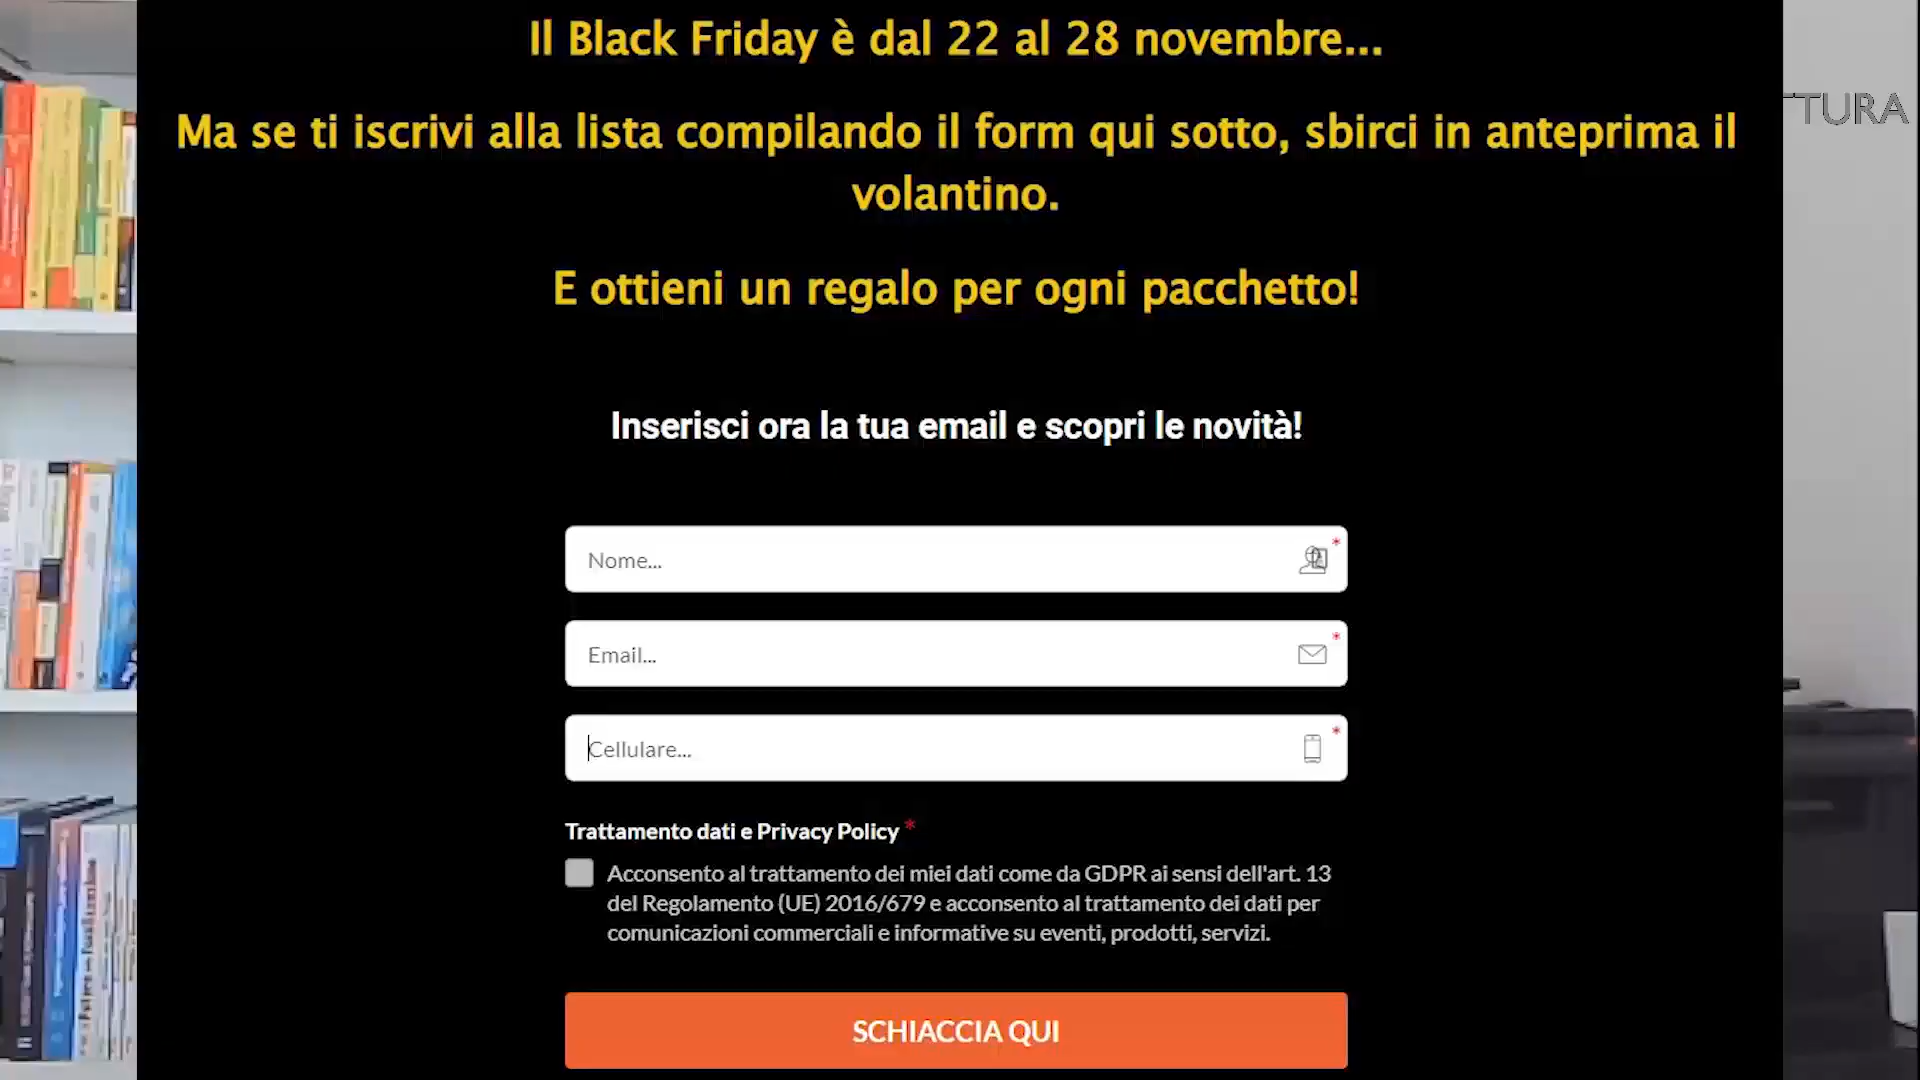 Il Black Friday è dal 22 al 28 novembre...
Ma se ti iscrivi alla lista compilando il form qui sotto, sbirci in anteprima il
volantino.
E ottieni un regalo per ogni pacchetto!
Inserisci ora la tua email e scopri le novità!
Nome... *
Email... *
Cellulare... *
Trattamento dati e Privacy Policy *
Acconsento al trattamento dei miei dati come da GDPR ai sensi dell'art. 13
del Regolamento (UE) 2016/679 e acconsento al trattamento dei dati per
comunicazioni commerciali e informative su eventi, prodotti, servizi.
SCHIACCIA QUI